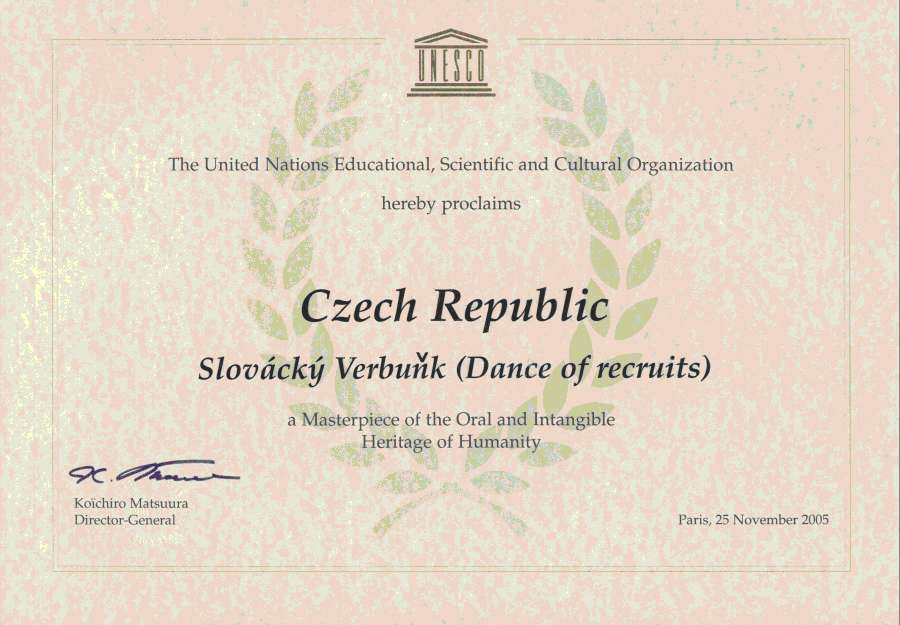 UNESCO
The United Nations Educational, Scientific and Cultural Organization
hereby proclaims
Czech Republic
Slovácký Verbuňk (Dance of recruits)
a Masterpiece of the Oral and Intangible
Heritage of Humanity
Koïchiro Matsuura
Director-General
Paris, 25 November 2005